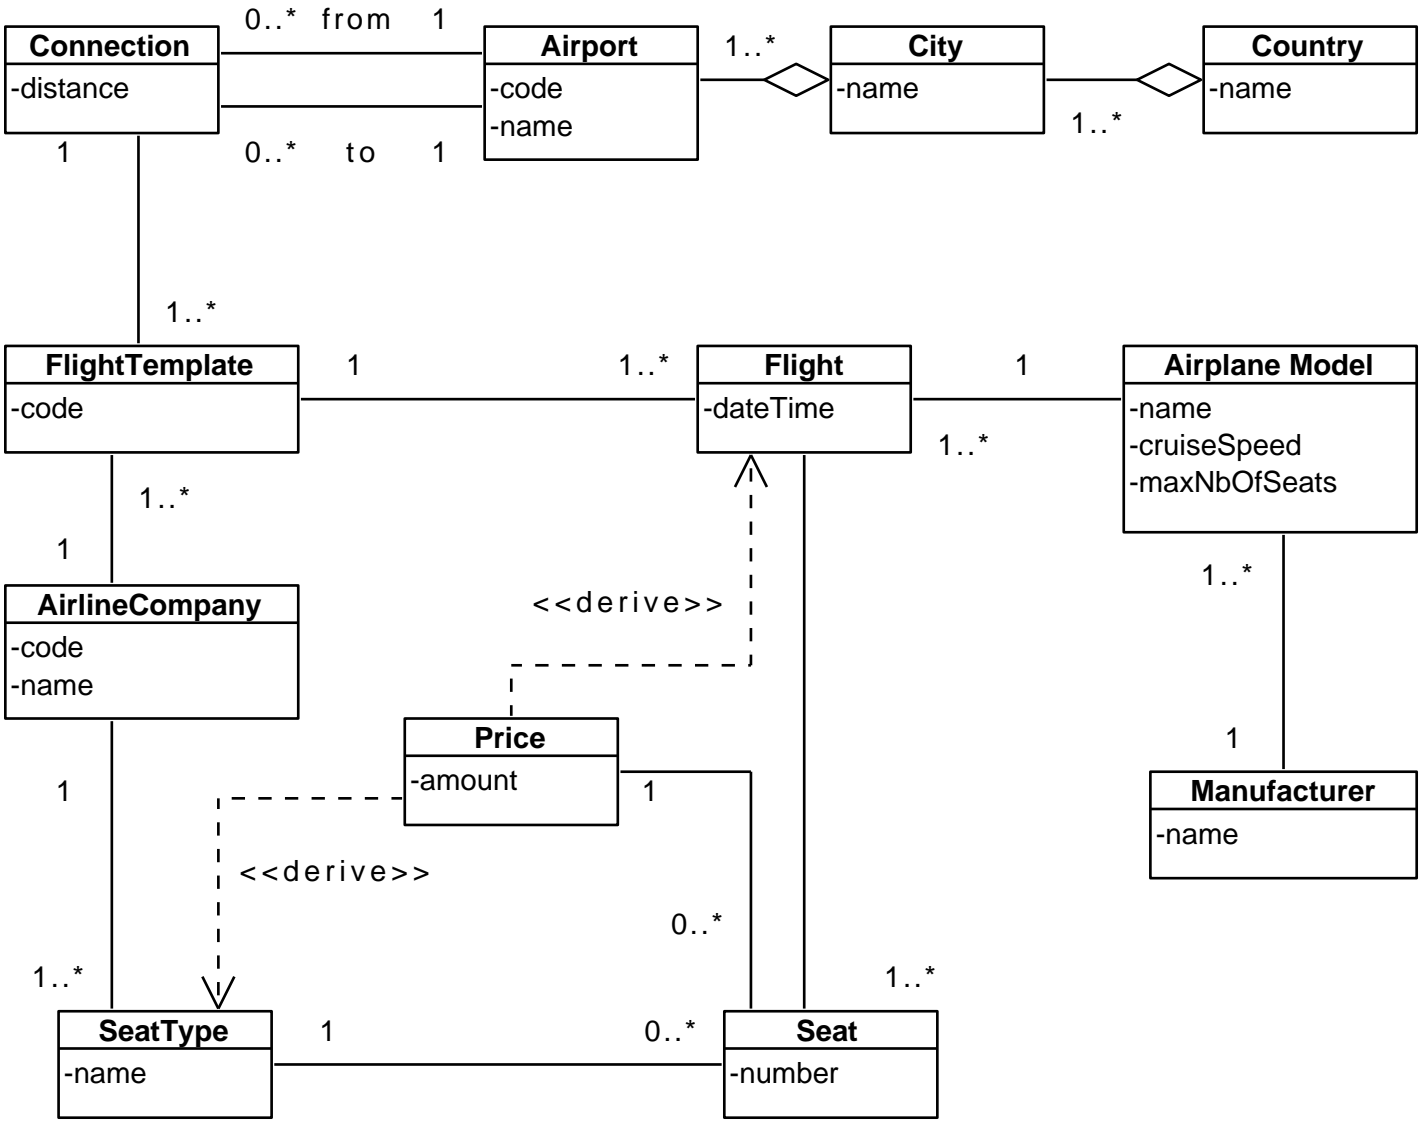 0..* from 1
Connection
-distance
Airport
-code
-name
1..*
City
-name
Country
-name
1..*
1
0..* to 1
1..*
FlightTemplate
-code
1
1..*
Flight
-dateTime
1
1..*
Airplane Model
-name
-cruiseSpeed
-maxNbOfSeats
1..*
1
1..*
<<derive>>
AirlineCompany
-code
-name
Price
-amount
1
1
1
Manufacturer
-name
<<derive>>
0..*
1..*
1..*
SeatType
-name
1
0..*
Seat
-number